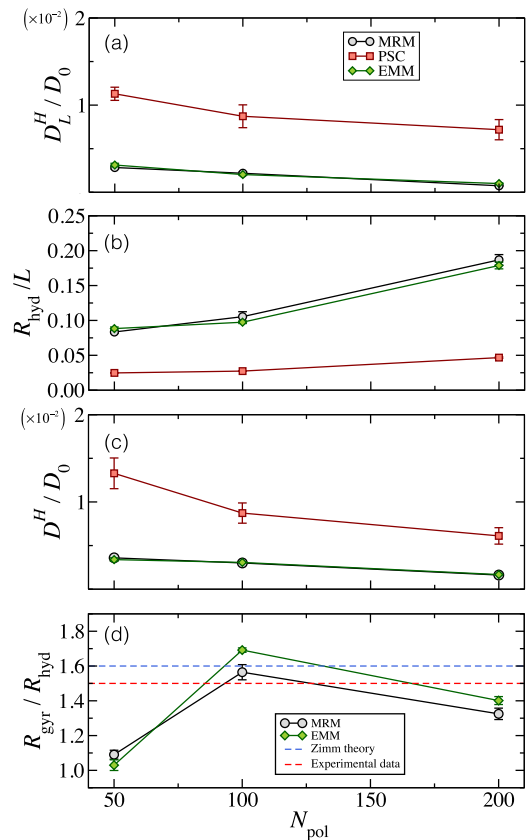 (×10⁻²)
2
(a)
MRM
PSC
EMM
1
D_L^H / D_0
0.25
(b)
0.20
0.15
0.10
0.05
0.00
R_hyd / L
(×10⁻²)
2
(c)
1
D^H / D_0
1.8
(d)
1.6
1.4
1.2
1.0
R_gyr / R_hyd
MRM
EMM
Zimm theory
Experimental data
50 100 150 200
N_pol